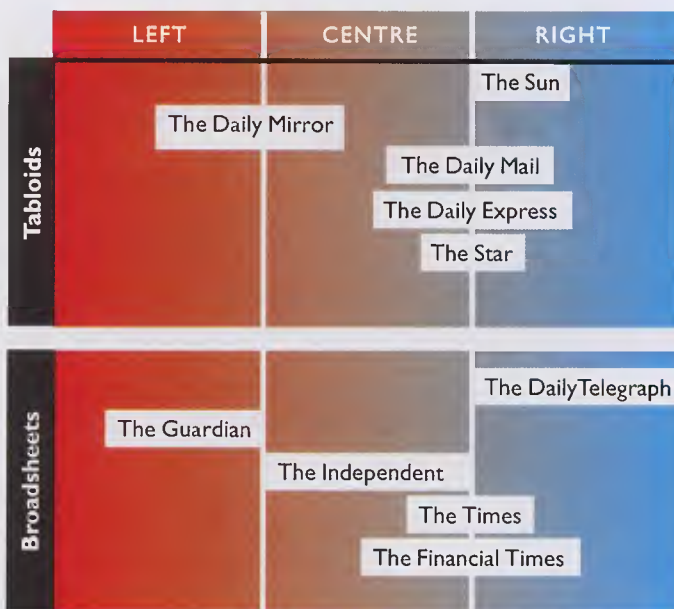 LEFT CENTRE RIGHT
Tabloids
The Sun
The Daily Mirror
The Daily Mail
The Daily Express
The Star
Broadsheets
The DailyTelegraph
The Guardian
The Independent
The Times
The Financial Times